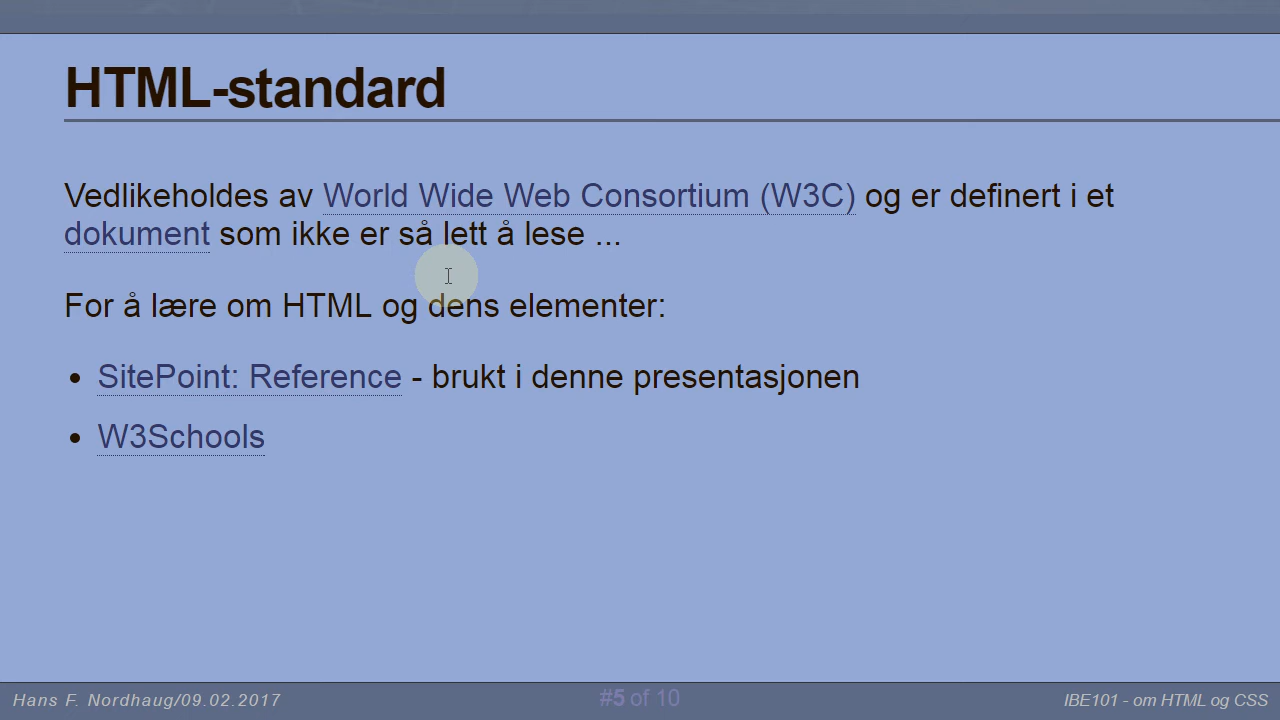 HTML-standard
Vedlikeholdes av World Wide Web Consortium (W3C) og er definert i et
dokument som ikke er så lett å lese ...
For å lære om HTML og dens elementer:
• SitePoint: Reference - brukt i denne presentasjonen
• W3Schools
Hans F. Nordhaug/09.02.2017 #5 of 10 IBE101 - om HTML og CSS